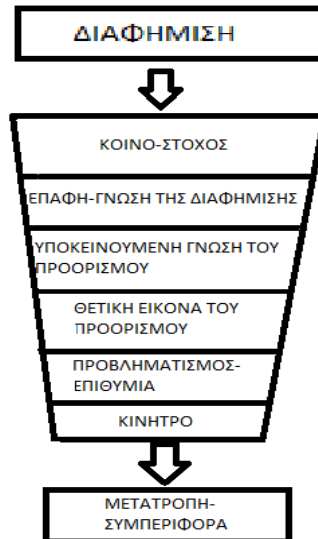 ΔΙΑΦΗΜΙΣΗ
ΚΟΙΝΟ-ΣΤΟΧΟΣ
ΕΠΑΦΗ-ΓΝΩΣΗ ΤΗΣ ΔΙΑΦΗΜΙΣΗΣ
ΥΠΟΚΕΙΝΟΥΜΕΝΗ ΓΝΩΣΗ ΤΟΥ
ΠΡΟΟΡΙΣΜΟΥ
ΘΕΤΙΚΗ ΕΙΚΟΝΑ ΤΟΥ
ΠΡΟΟΡΙΣΜΟΥ
ΠΡΟΒΛΗΜΑΤΙΣΜΟΣ-
ΕΠΙΘΥΜΙΑ
ΚΙΝΗΤΡΟ
ΜΕΤΑΤΡΟΠΗ-
ΣΥΜΠΕΡΙΦΟΡΑ